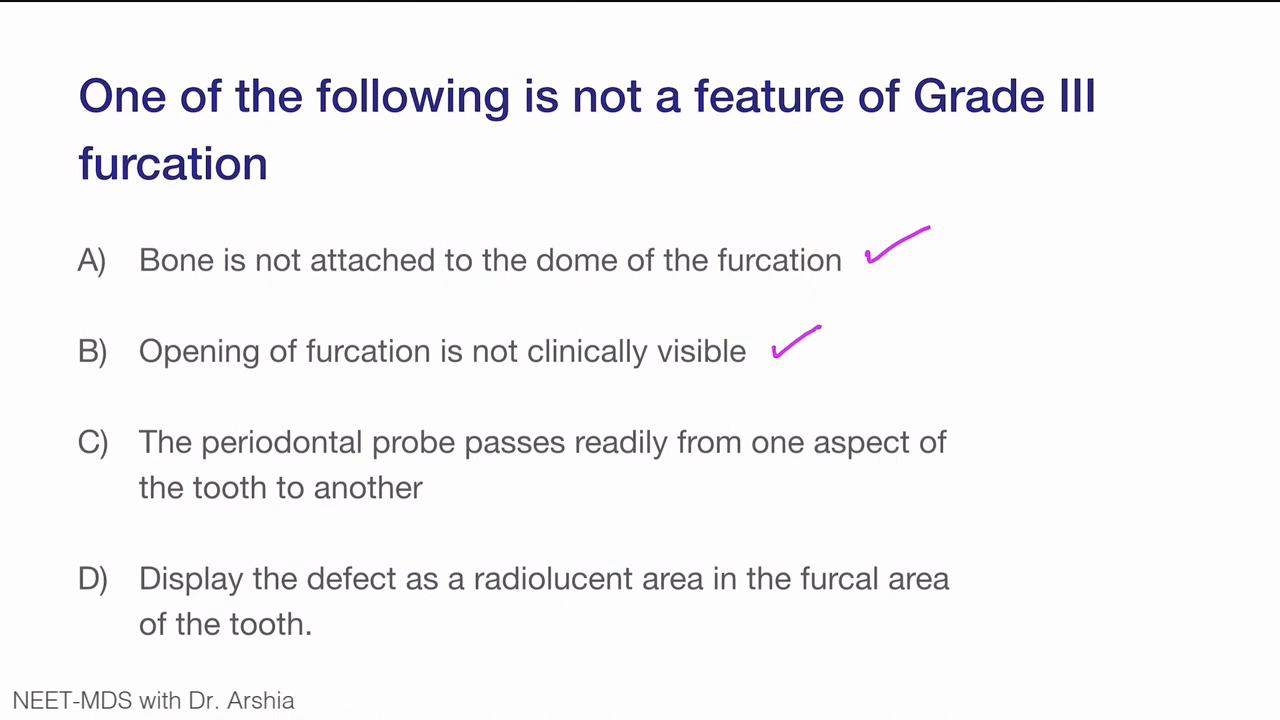 One of the following is not a feature of Grade III
furcation
A) Bone is not attached to the dome of the furcation
B) Opening of furcation is not clinically visible
C) The periodontal probe passes readily from one aspect of
the tooth to another
D) Display the defect as a radiolucent area in the furcal area
of the tooth.
NEET-MDS with Dr. Arshia